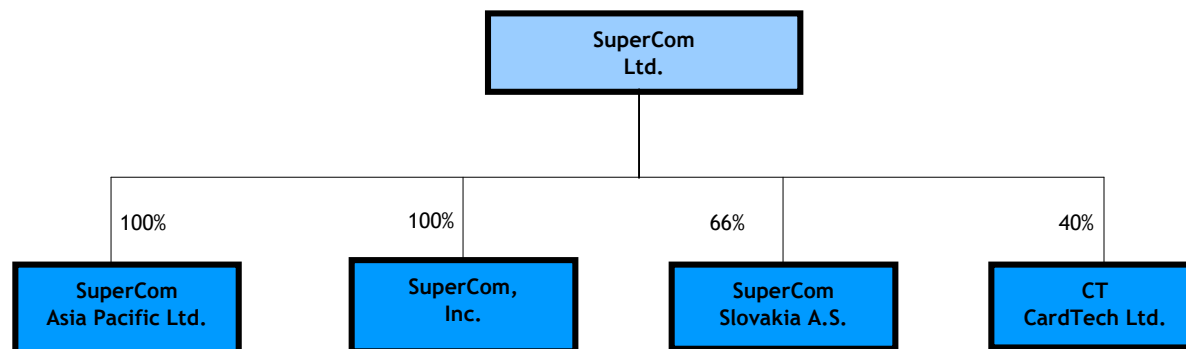 SuperCom
Ltd.
100%
100%
66%
40%
SuperCom
Asia Pacific Ltd.
SuperCom,
Inc.
SuperCom
Slovakia A.S.
CT
CardTech Ltd.